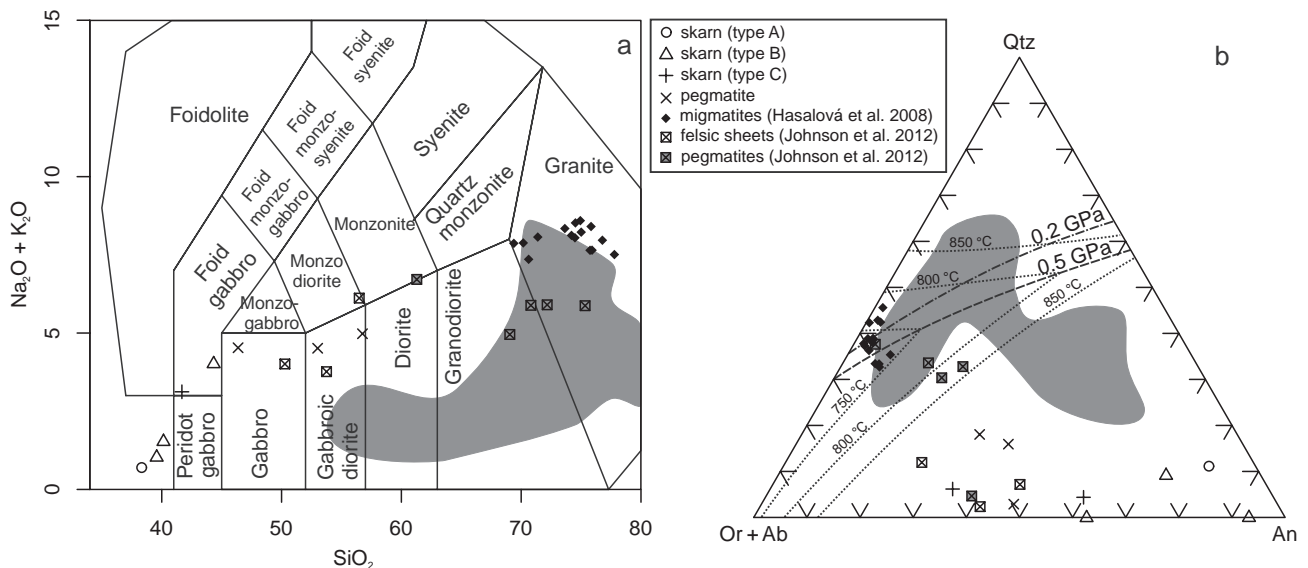 15
10
5
0
Na₂O + K₂O
40
50
60
70
80
SiO₂
a
Foidolite
Foid
syenite
Foid
monzo-
syenite
Foid
monzo-
gabbro
Foid
gabbro
Syenite
Quartz
monzonite
Granite
Monzonite
Monzo
diorite
Monzo-
gabbro
Peridot
gabbro
Gabbro
Gabbroic
diorite
Diorite
Granodiorite
skarn (type A)
skarn (type B)
skarn (type C)
pegmatite
migmatites (Hasalová et al. 2008)
felsic sheets (Johnson et al. 2012)
pegmatites (Johnson et al. 2012)
b
Qtz
0.2 GPa
850 °C
0.5 GPa
800 °C
850 °C
750 °C
800 °C
Or + Ab
An